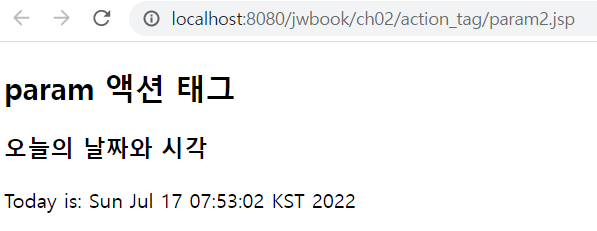 localhost:8080/jwbook/ch02/action_tag/param2.jsp
param 액션 태그
오늘의 날짜와 시각
Today is: Sun Jul 17 07:53:02 KST 2022